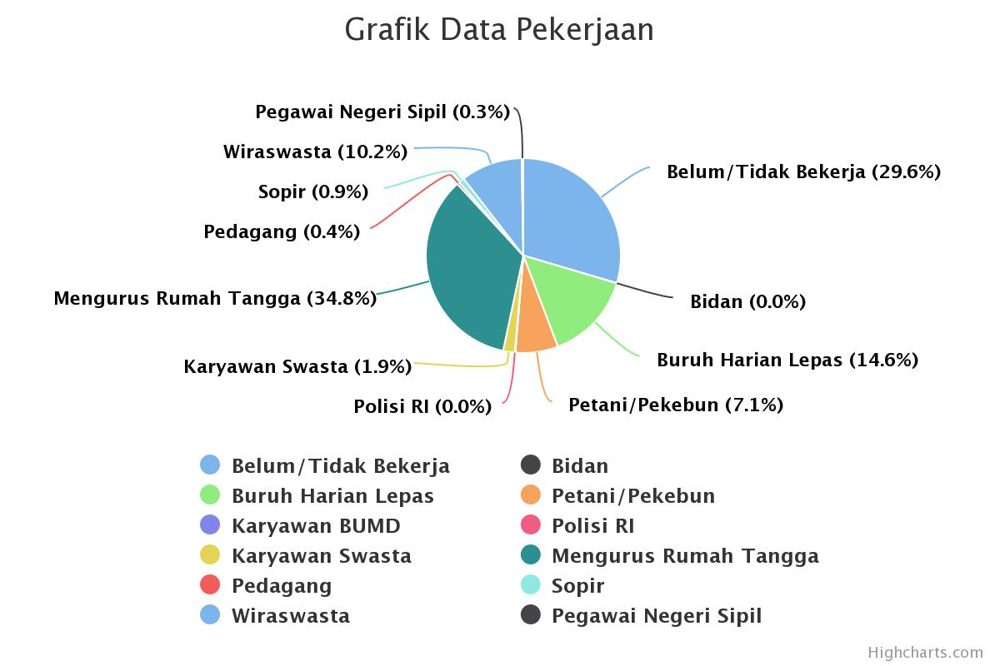 Grafik Data Pekerjaan
Pegawai Negeri Sipil (0.3%)
Wiraswasta (10.2%)
Belum/Tidak Bekerja (29.6%)
Sopir (0.9%)
Pedagang (0.4%)
Mengurus Rumah Tangga (34.8%)
Bidan (0.0%)
Buruh Harian Lepas (14.6%)
Karyawan Swasta (1.9%)
Polisi RI (0.0%)
Petani/Pekebun (7.1%)
Belum/Tidak Bekerja
Bidan
Buruh Harian Lepas
Petani/Pekebun
Karyawan BUMD
Polisi RI
Karyawan Swasta
Mengurus Rumah Tangga
Pedagang
Sopir
Wiraswasta
Pegawai Negeri Sipil
Highcharts.com